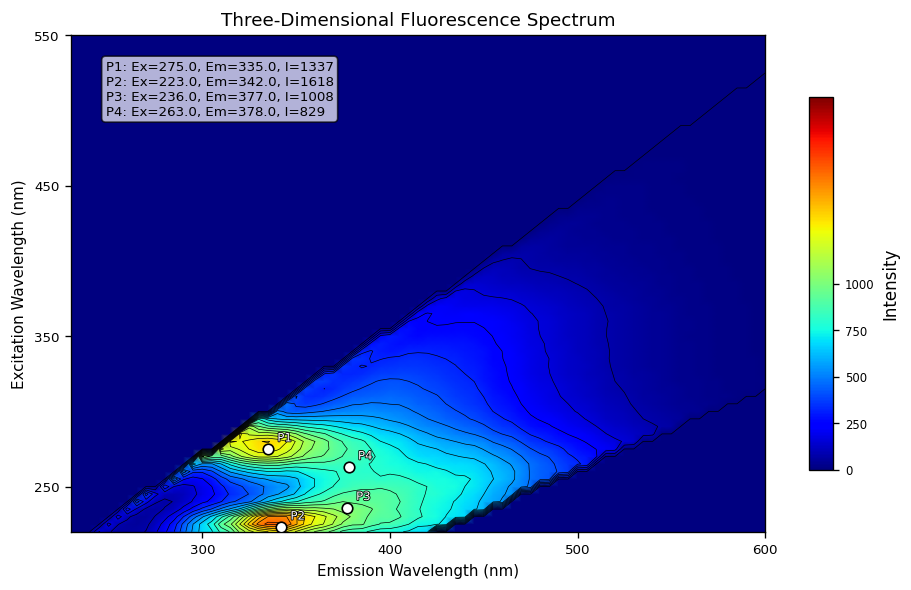 Three-Dimensional Fluorescence Spectrum
P1: Ex=275.0, Em=335.0, I=1337
P2: Ex=223.0, Em=342.0, I=1618
P3: Ex=236.0, Em=377.0, I=1008
P4: Ex=263.0, Em=378.0, I=829
550
450
350
250
Excitation Wavelength (nm)
P1
P4
P3
P2
300
400
500
600
Emission Wavelength (nm)
1000
750
500
250
0
Intensity